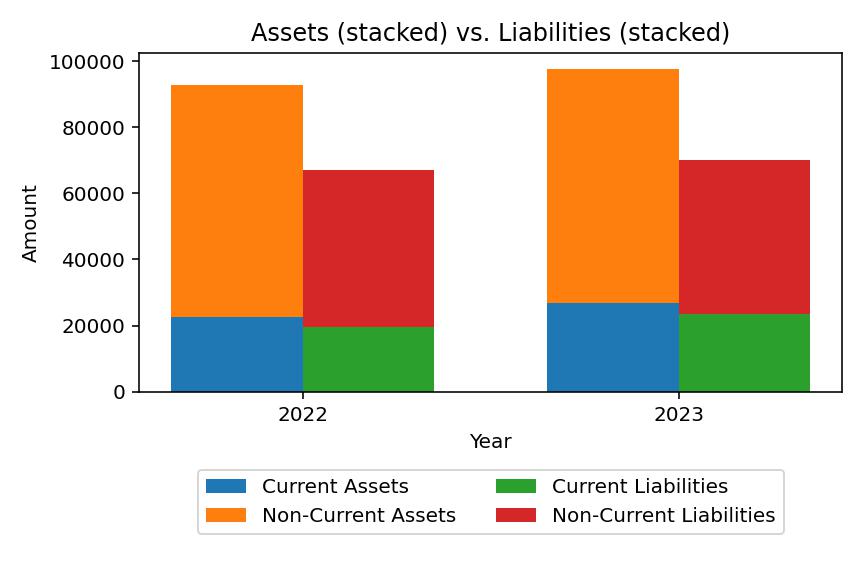 Assets (stacked) vs. Liabilities (stacked)
100000
80000
60000
40000
20000
0
Amount
2022
2023
Year
Current Assets
Non-Current Assets
Current Liabilities
Non-Current Liabilities